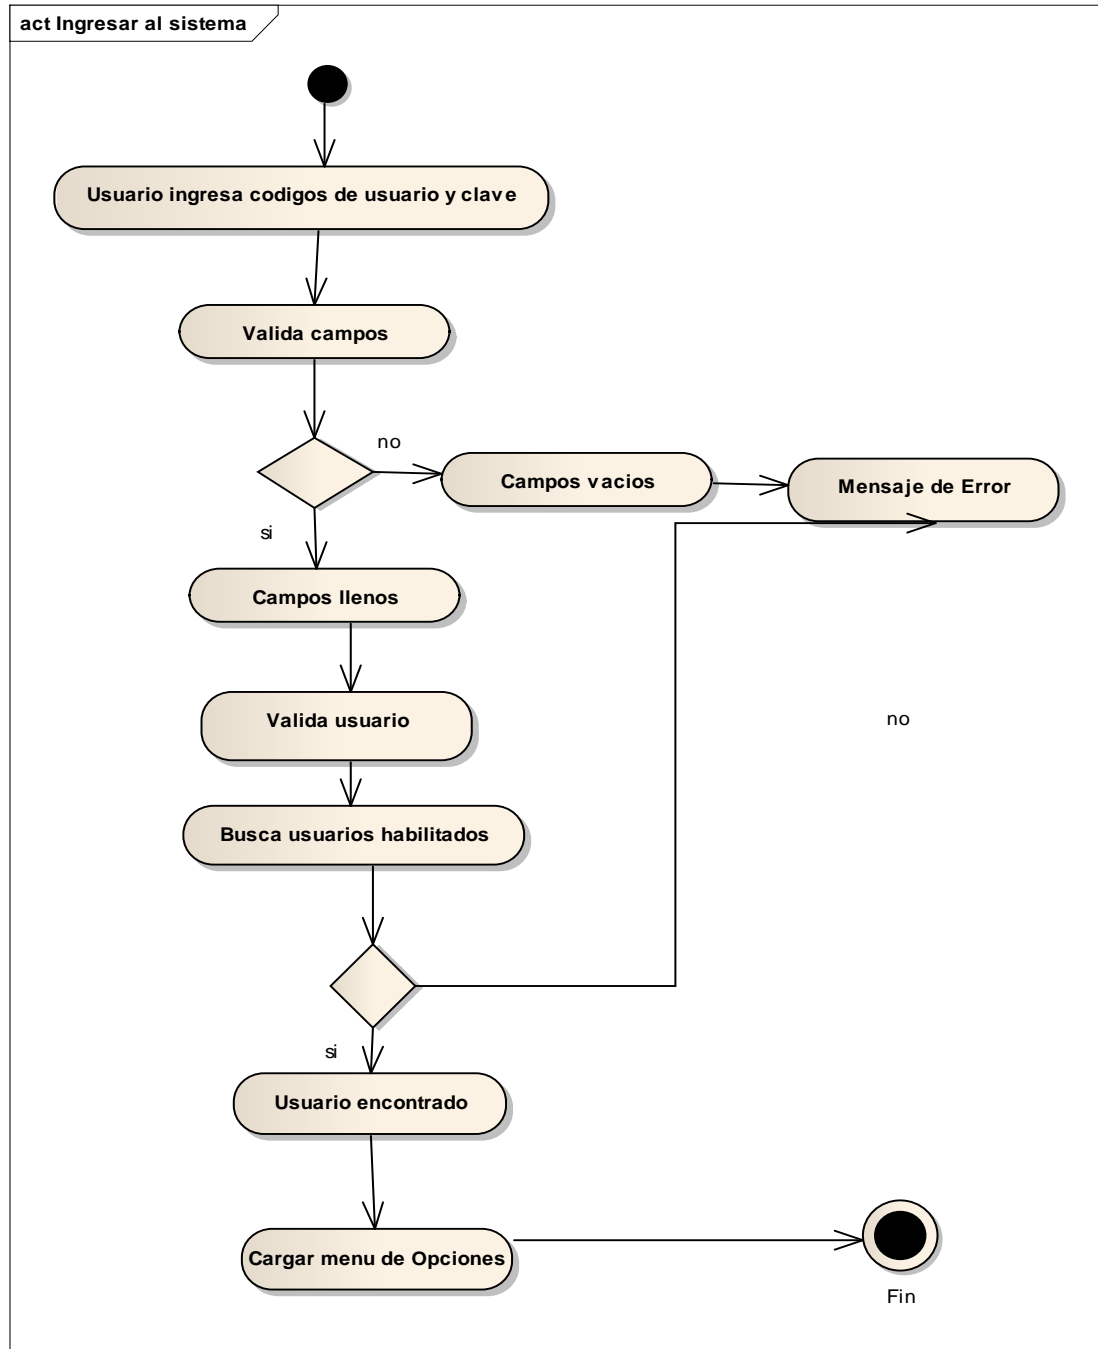 act Ingresar al sistema
Usuario ingresa codigos de usuario y clave
Valida campos
no
Campos vacios
Mensaje de Error
si
Campos llenos
Valida usuario
no
Busca usuarios habilitados
si
Usuario encontrado
Cargar menu de Opciones
Fin